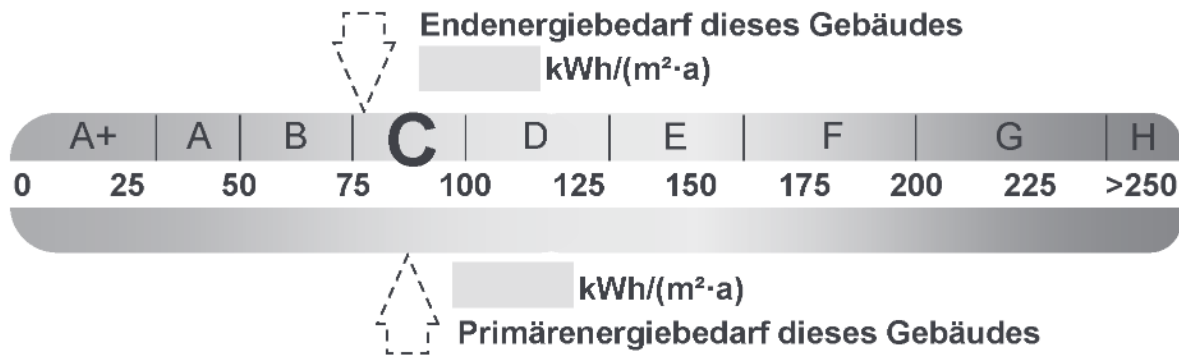 Endenergiebedarf dieses Gebäudes
kWh/(m²·a)
A+ A B C D E F G H
0 25 50 75 100 125 150 175 200 225 >250
kWh/(m²·a)
Primärenergiebedarf dieses Gebäudes